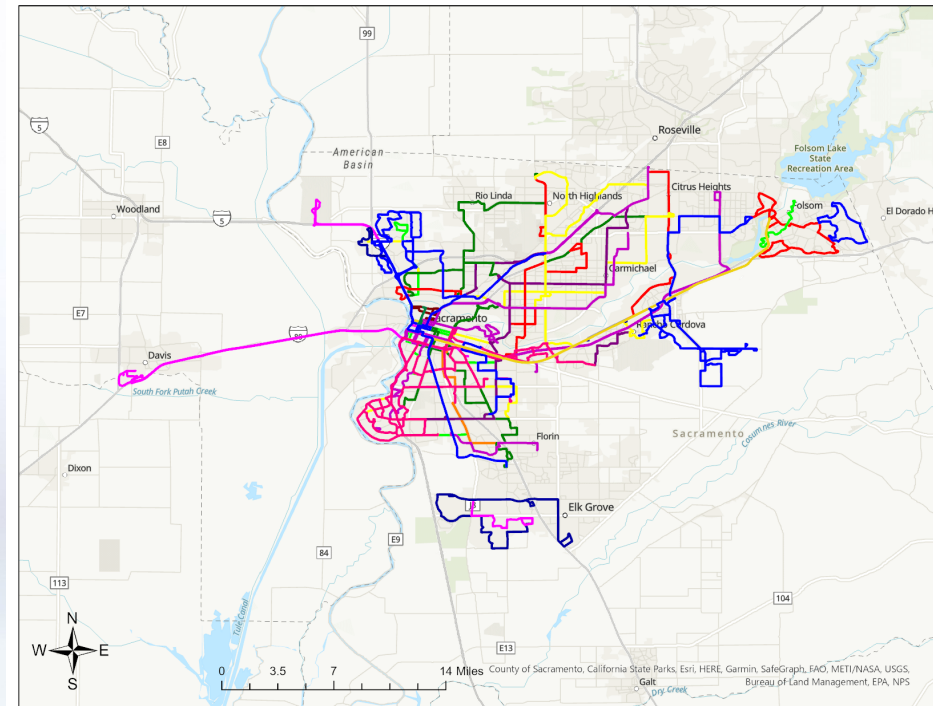 99
5
E8
American
Basin
Roseville
Folsom Lake
State
Recreation Area
Woodland
5
Rio Linda
North Highlands
Citrus Heights
olsom
El Dorado H
Carmichael
E7
Sacramento
Rancho Cordova
80
Davis
South Fork Putah Creek
Florin
Sacramento
Cosumnes River
Dixon
Elk Grove
E9
84
Tule Canal
113
104
N
W
E
S
E13
0
3.5
7
14 Miles
County of Sacramento, California State Parks, Esri, HERE, Garmin, SafeGraph, FAO, METI/NASA, USGS,
Bureau of Land Management, EPA, NPS
Galt
Dry Creek